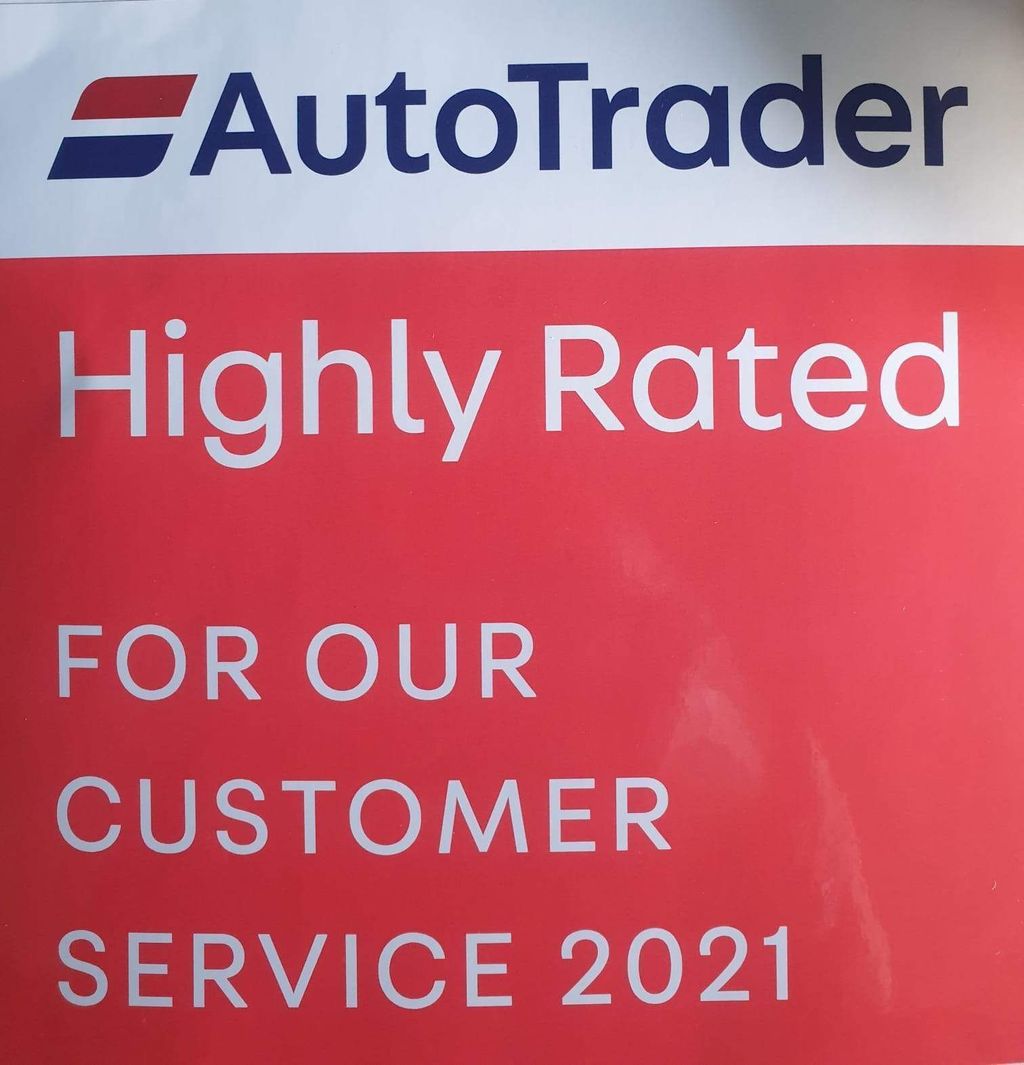 AutoTrader
Highly Rated
FOR OUR
CUSTOMER
SERVICE 2021